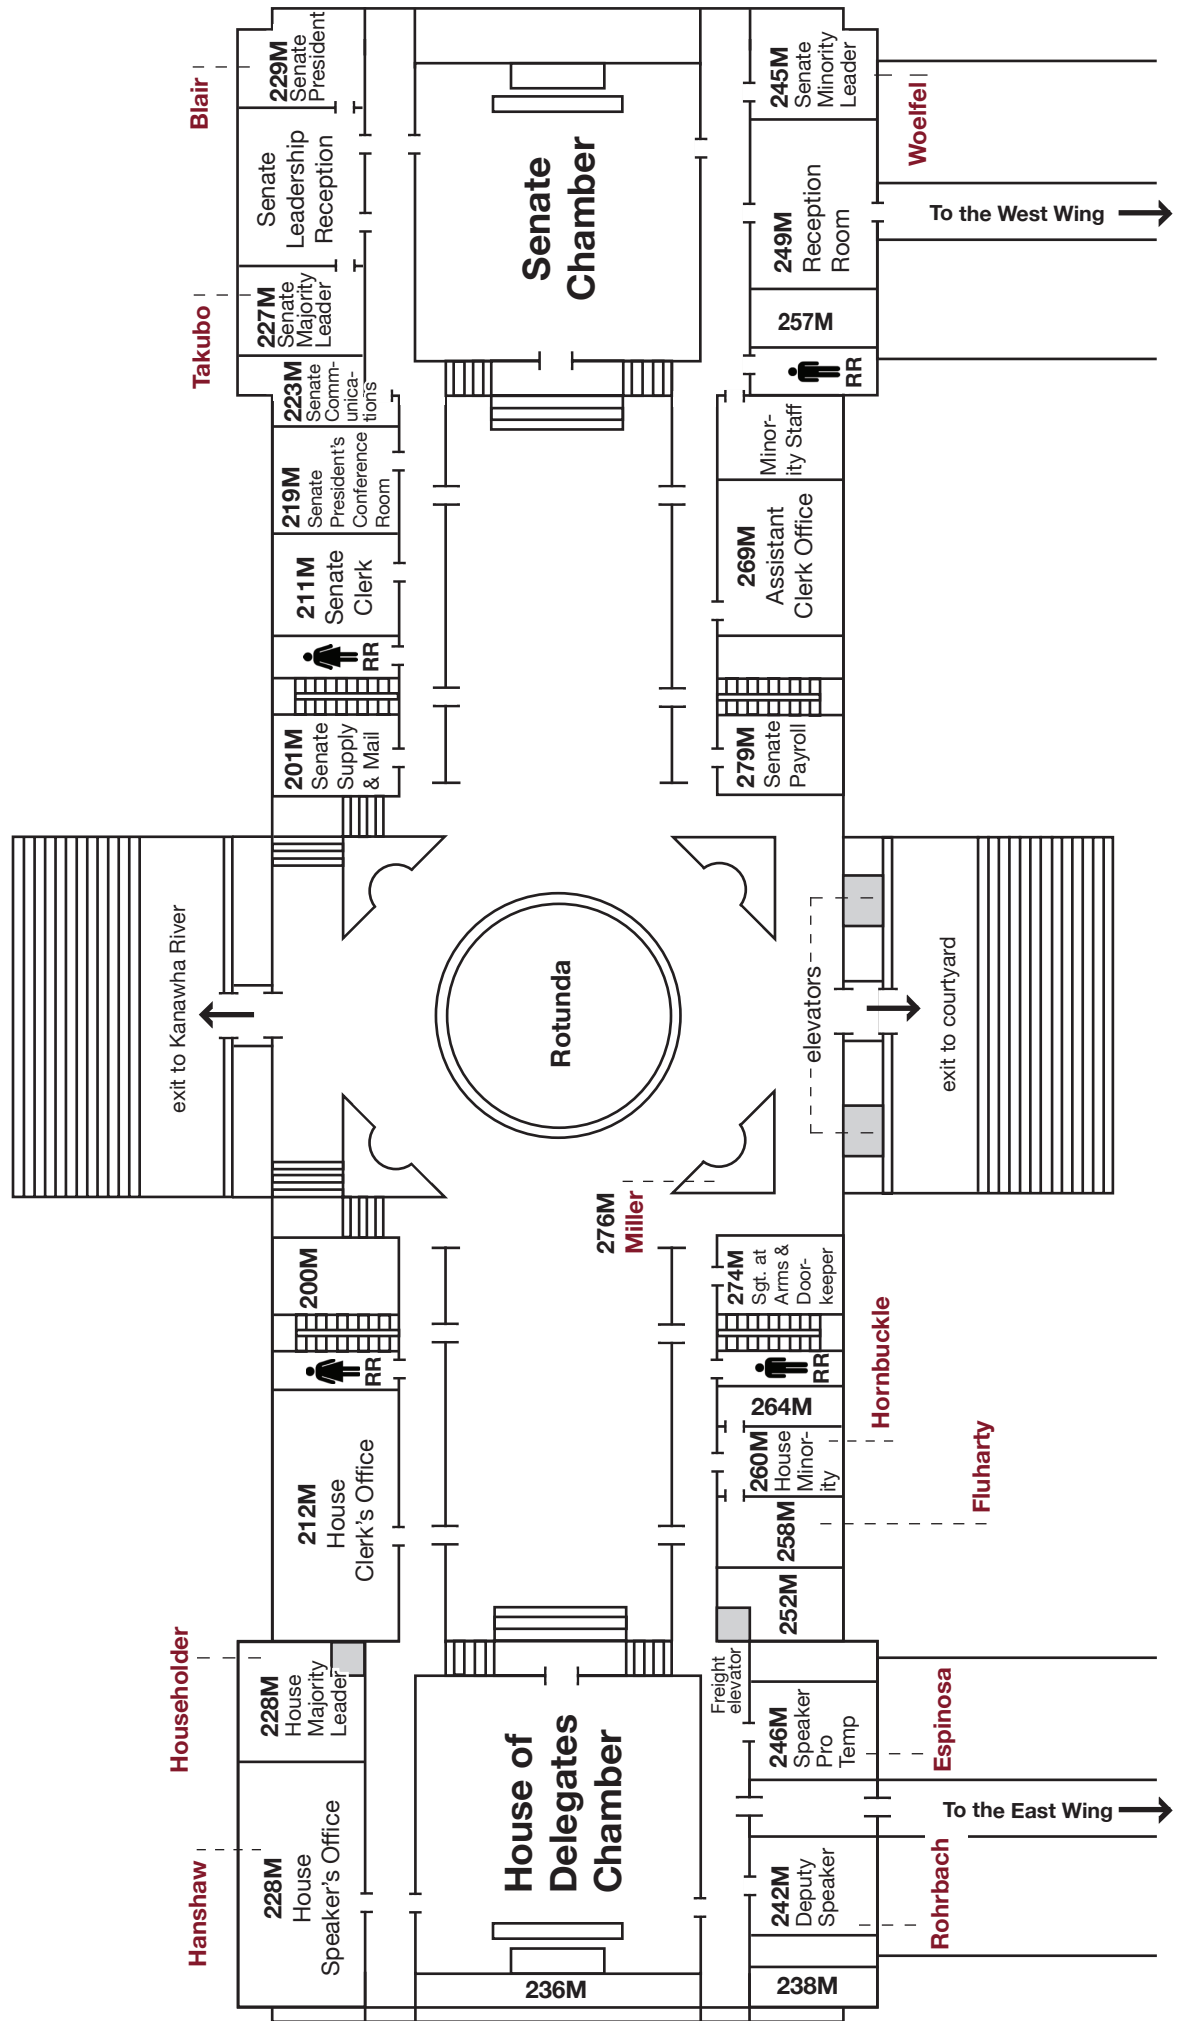 Blair
229M
Senate
President
Senate
Leadership
Reception
Takubo
227M
Senate
Majority
Leader
223M
Senate
Comm-
unica-
tions
219M
Senate
President's
Conference
Room
211M
Senate
Clerk
RR
201M
Senate
Supply
& Mail
Senate
Chamber
245M
Senate
Minority
Leader
Woelfel
249M
Reception
Room
To the West Wing
257M
RR
Minor-
ity Staff
269M
Assistant
Clerk Office
279M
Senate
Payroll
exit to Kanawha River
Rotunda
elevators
exit to courtyard
276M
Miller
200M
RR
212M
House
Clerk's Office
Householder
228M
House
Majority
Leader
Hanshaw
228M
House
Speaker's Office
274M
Sgt. at
Arms &
Door-
keeper
RR
264M
Hornbuckle
260M
House
Minor-
ity
Fluharty
258M
252M
Freight
elevator
House of
Delegates
Chamber
236M
246M
Speaker
Pro
Temp
Espinosa
To the East Wing
242M
Deputy
Speaker
Rohrbach
238M